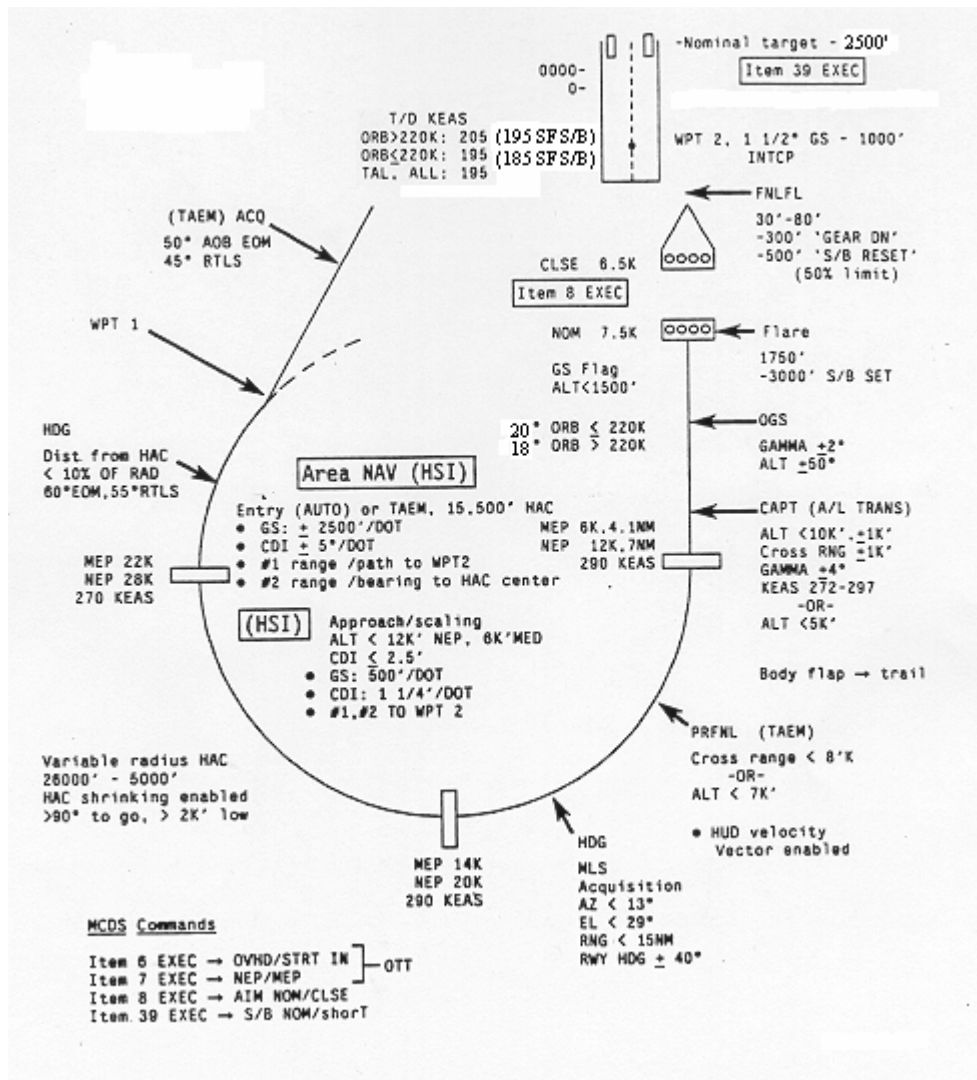 -Nominal target - 2500'
Item 39 EXEC
0000-
0-
T/D KEAS
ORB>220K: 205 (195 SF S/B)
ORB≤220K: 195 (185 SF S/B)
TAL, ALL: 195
WPT 2, 1 1/2° GS - 1000'
INTCP
FNLFL
30'-80'
-300' 'GEAR DN'
-500' 'S/B RESET'
(50% limit)
(TAEM) ACQ
50° AOB EOM
45° RTLS
CLSE 6.5K
Item 8 EXEC
WPT 1
NOM 7.5K
Flare
1750'
-3000' S/B SET
GS Flag
ALT<1500'
20° ORB ≤ 220K
18° ORB > 220K
OGS
GAMMA ±2°
ALT ±50°
HDG
Dist from HAC
< 10% OF RAD
60°EOM,55°RTLS
Area NAV (HSI)
Entry (AUTO) or TAEM, 15,500' HAC
• GS: ± 2500'/DOT
• CDI ± 5°/DOT
• #1 range /path to WPT2
• #2 range /bearing to HAC center
MEP 6K,4.1NM
NEP 12K,7NM
290 KEAS
CAPT (A/L TRANS)
ALT <10K',±1K'
Cross RNG ±1K'
GAMMA ±4°
KEAS 272-297
-OR-
ALT <5K'
MEP 22K
NEP 28K
270 KEAS
(HSI)
Approach/scaling
ALT < 12K' NEP, 6K'MED
CDI ≤ 2.5'
• GS: 500'/DOT
• CDI: 1 1/4'/DOT
• #1,#2 TO WPT 2
Body flap → trail
PRFNL (TAEM)
Cross range < 8'K
-OR-
ALT < 7K'
• HUD velocity
Vector enabled
Variable radius HAC
26000' - 5000'
HAC shrinking enabled
>90° to go, > 2K' low
MEP 14K
NEP 20K
290 KEAS
HDG
MLS
Acquisition
AZ < 13°
EL < 29°
RNG < 15NM
RWY HDG ± 40°
MCDS Commands
Item 6 EXEC → OVHD/STRT IN
Item 7 EXEC → NEP/MEP
OTT
Item 8 EXEC → AIM NOM/CLSE
Item 39 EXEC → S/B NOM/shorT